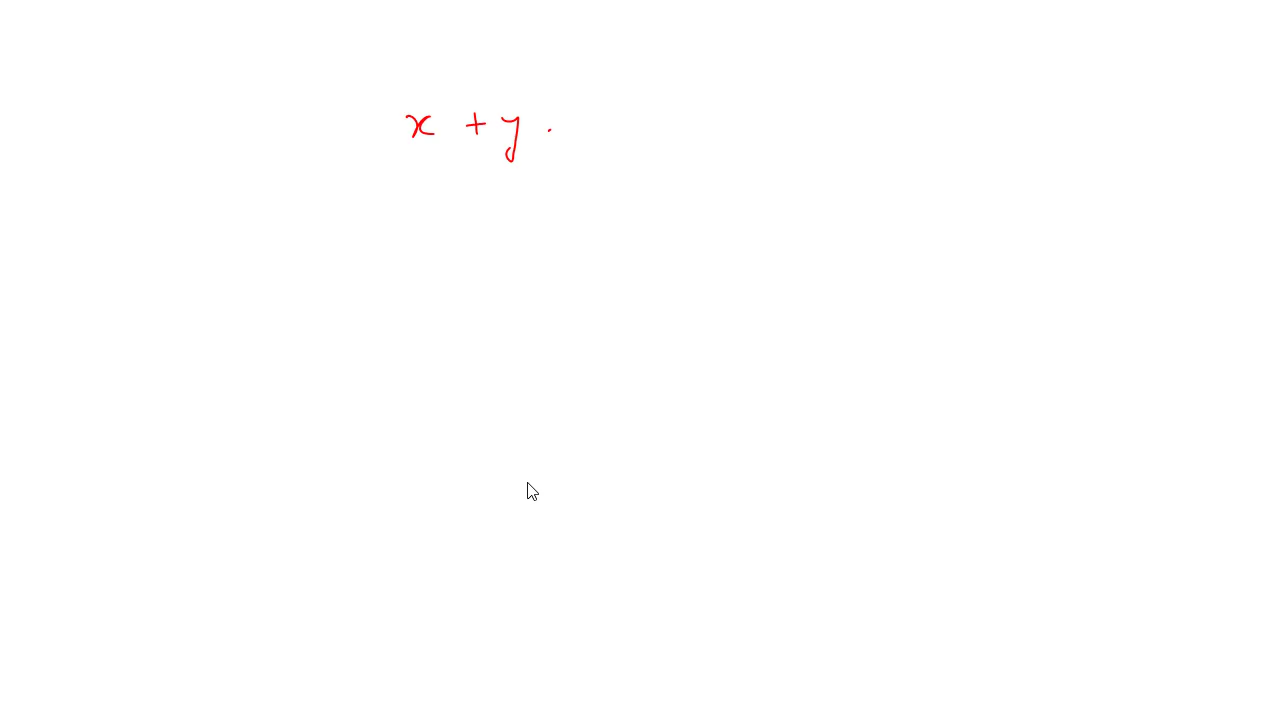 x + y .